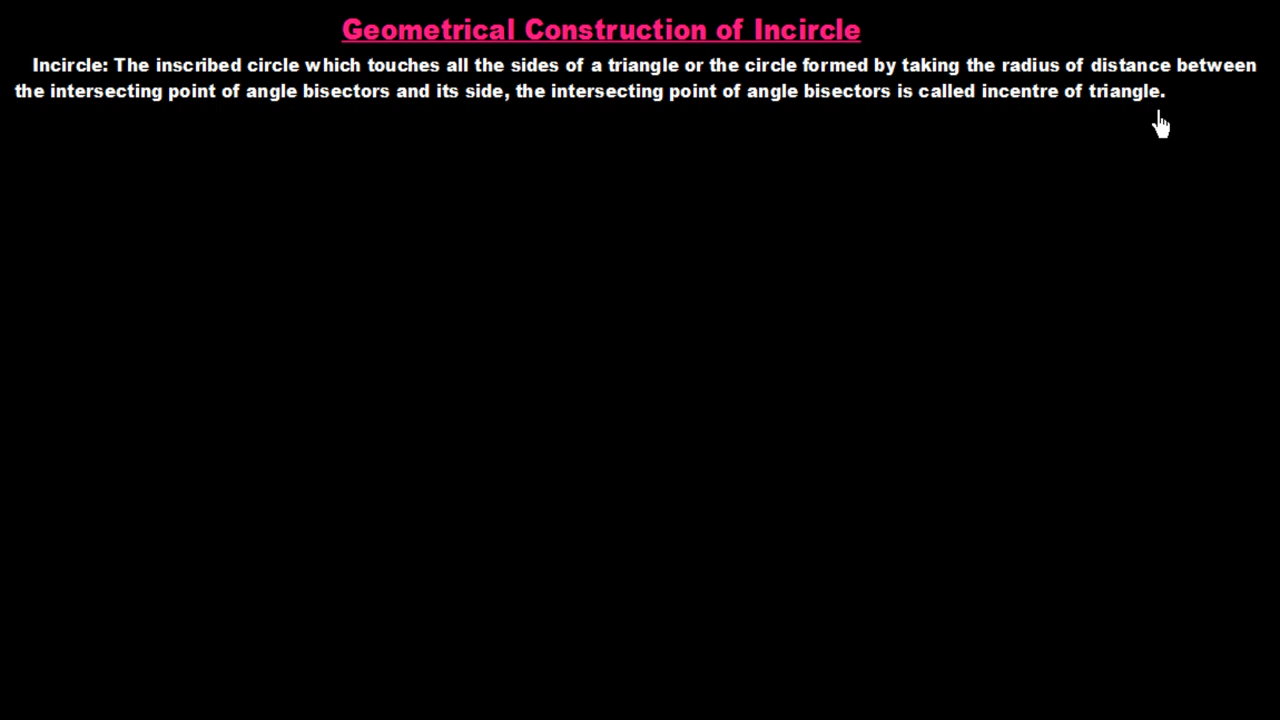 Geometrical Construction of Incircle
Incircle: The inscribed circle which touches all the sides of a triangle or the circle formed by taking the radius of distance between
the intersecting point of angle bisectors and its side, the intersecting point of angle bisectors is called incentre of triangle.